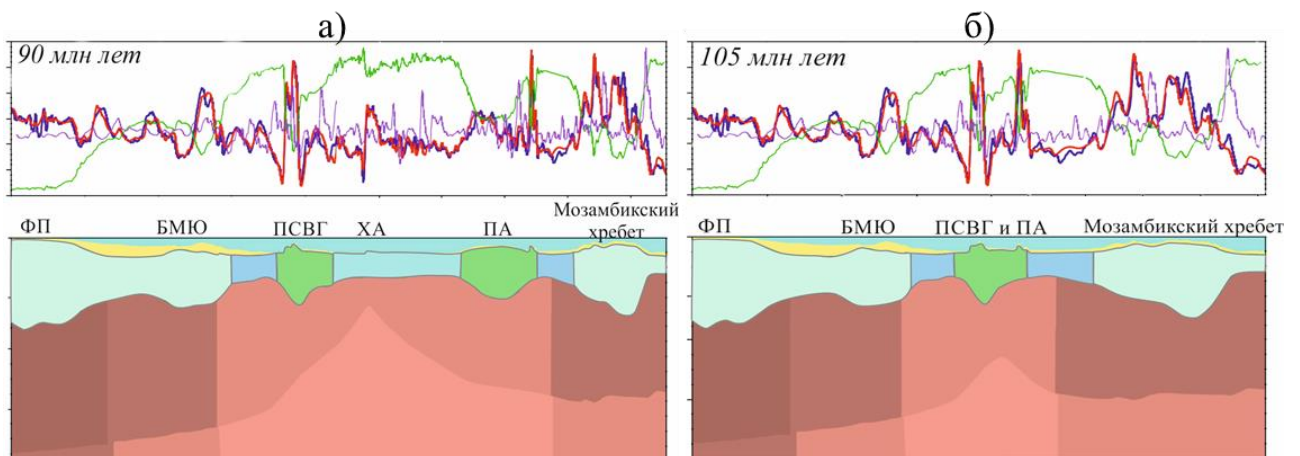 а)
90 млн лет
ФП БМЮ ПСВГ ХА ПА Мозамбикский
хребет
б)
105 млн лет
ФП БМЮ ПСВГ и ПА Мозамбикский хребет